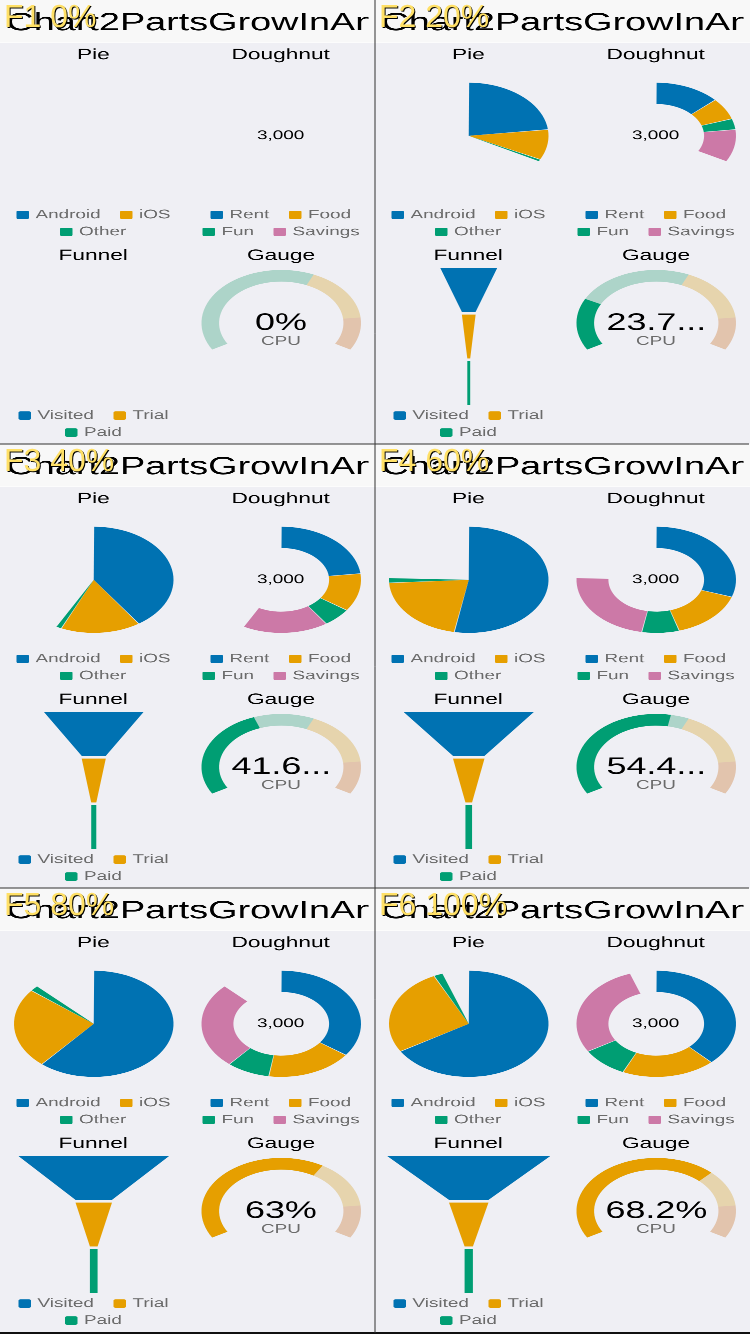 F1 0%
Chart2PartsGrowInAr
F2 20%
Chart2PartsGrowInAr
Pie
Doughnut
Pie
Doughnut
3,000
3,000
Android
iOS
Rent
Food
Android
iOS
Rent
Food
Other
Fun
Savings
Other
Fun
Savings
Funnel
Gauge
Funnel
Gauge
0%
CPU
23.7...
CPU
Visited
Trial
Visited
Trial
Paid
Paid
F3 40%
Chart2PartsGrowInAr
F4 60%
Chart2PartsGrowInAr
Pie
Doughnut
Pie
Doughnut
3,000
3,000
Android
iOS
Rent
Food
Android
iOS
Rent
Food
Other
Fun
Savings
Other
Fun
Savings
Funnel
Gauge
Funnel
Gauge
41.6...
CPU
54.4...
CPU
Visited
Trial
Visited
Trial
Paid
Paid
F5 80%
Chart2PartsGrowInAr
F6 100%
Chart2PartsGrowInAr
Pie
Doughnut
Pie
Doughnut
3,000
3,000
Android
iOS
Rent
Food
Android
iOS
Rent
Food
Other
Fun
Savings
Other
Fun
Savings
Funnel
Gauge
Funnel
Gauge
63%
CPU
68.2%
CPU
Visited
Trial
Visited
Trial
Paid
Paid